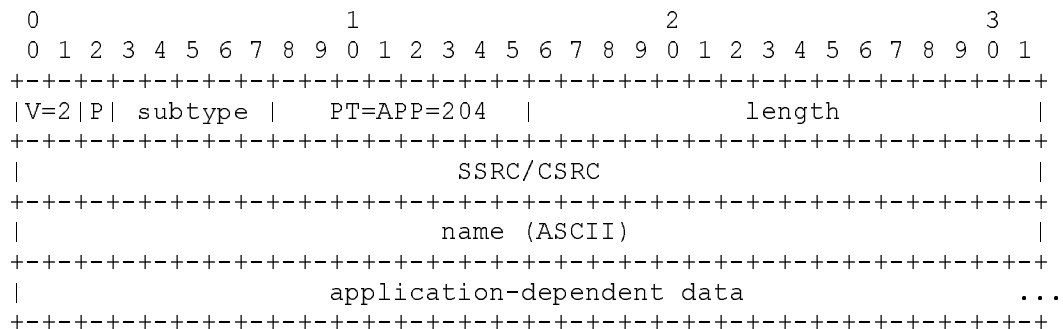 0                   1                   2                   3
 0 1 2 3 4 5 6 7 8 9 0 1 2 3 4 5 6 7 8 9 0 1 2 3 4 5 6 7 8 9 0 1
+-+-+-+-+-+-+-+-+-+-+-+-+-+-+-+-+-+-+-+-+-+-+-+-+-+-+-+-+-+-+-+-+
|V=2|P| subtype |   PT=APP=204  |             length            |
+-+-+-+-+-+-+-+-+-+-+-+-+-+-+-+-+-+-+-+-+-+-+-+-+-+-+-+-+-+-+-+-+
|                           SSRC/CSRC                           |
+-+-+-+-+-+-+-+-+-+-+-+-+-+-+-+-+-+-+-+-+-+-+-+-+-+-+-+-+-+-+-+-+
|                          name (ASCII)                         |
+-+-+-+-+-+-+-+-+-+-+-+-+-+-+-+-+-+-+-+-+-+-+-+-+-+-+-+-+-+-+-+-+
|                   application-dependent data                 ...
+-+-+-+-+-+-+-+-+-+-+-+-+-+-+-+-+-+-+-+-+-+-+-+-+-+-+-+-+-+-+-+-+